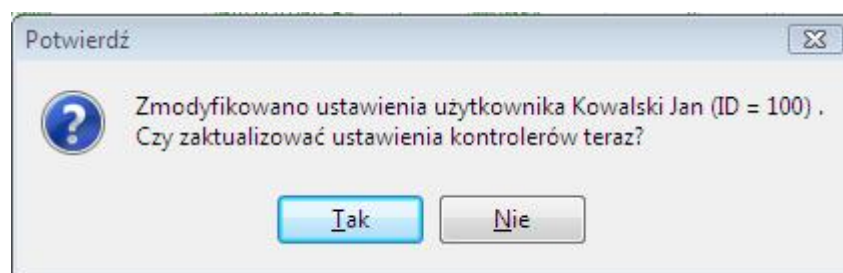 Potwierdź
Zmodyfikowano ustawienia użytkownika Kowalski Jan (ID = 100) .
Czy zaktualizować ustawienia kontrolerów teraz?
Tak
Nie